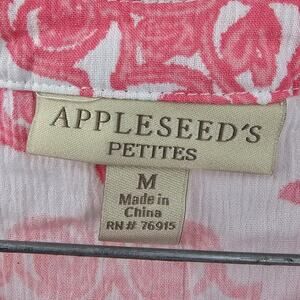 APPLESEED'S
PETITES
M
Made in
China
RN# 76915